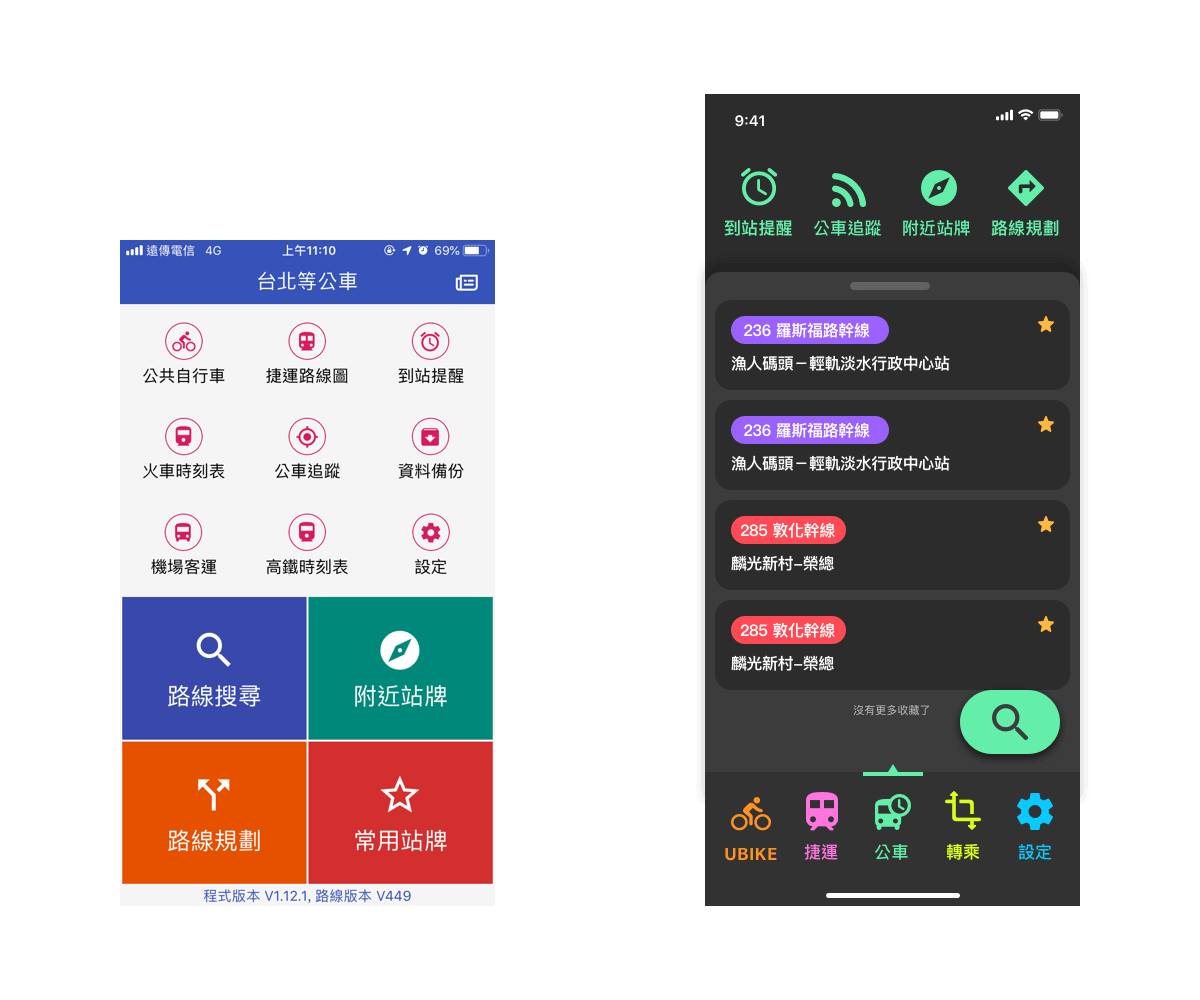 遠傳電信 4G 上午11:10 69%
台北等公車
公共自行車 捷運路線圖 到站提醒
火車時刻表 公車追蹤 資料備份
機場客運 高鐵時刻表 設定
路線搜尋 附近站牌
路線規劃 常用站牌
程式版本 V1.12.1, 路線版本 V449
9:41
到站提醒 公車追蹤 附近站牌 路線規劃
236 羅斯福路幹線
漁人碼頭－輕軌淡水行政中心站
236 羅斯福路幹線
漁人碼頭－輕軌淡水行政中心站
285 敦化幹線
麟光新村–榮總
285 敦化幹線
麟光新村–榮總
沒有更多收藏了
UBIKE 捷運 公車 轉乘 設定